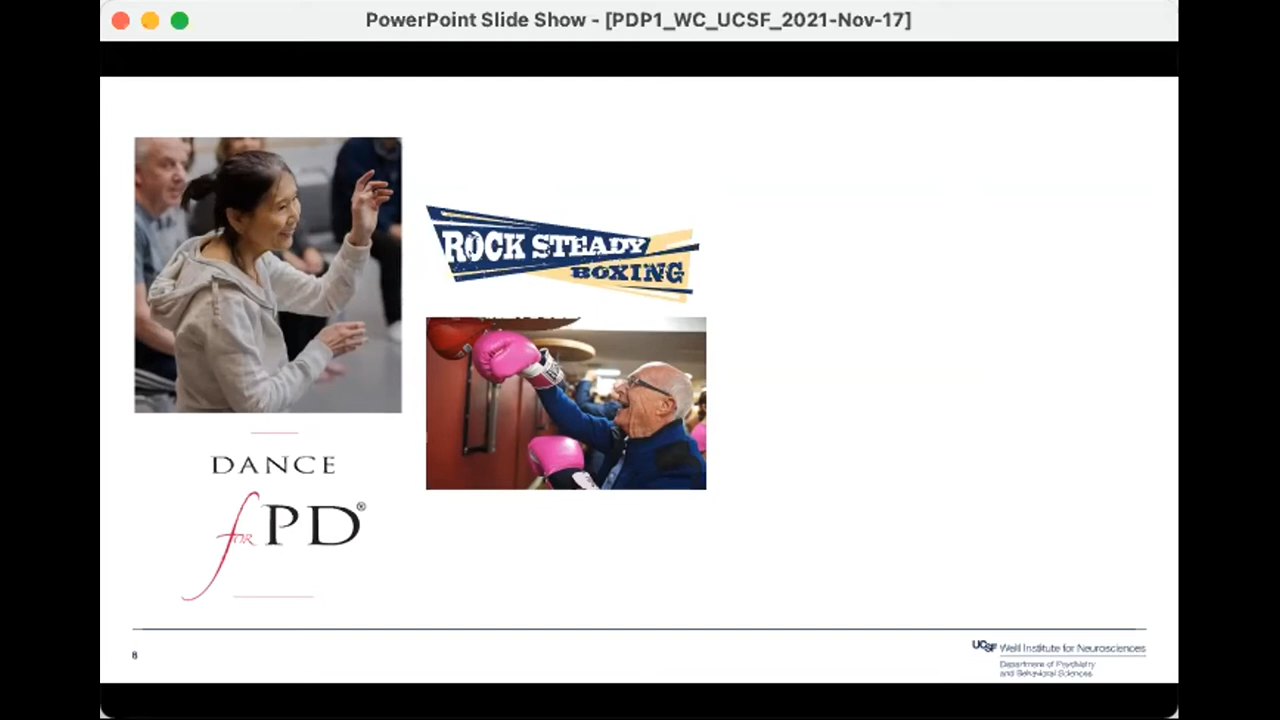 PowerPoint Slide Show - [PDP1_WC_UCSF_2021-Nov-17]
ROCK STEADY
BOXING
DANCE
FOR PD®
8
UCSF Weill Institute for Neurosciences
Department of Psychiatry
and Behavioral Sciences